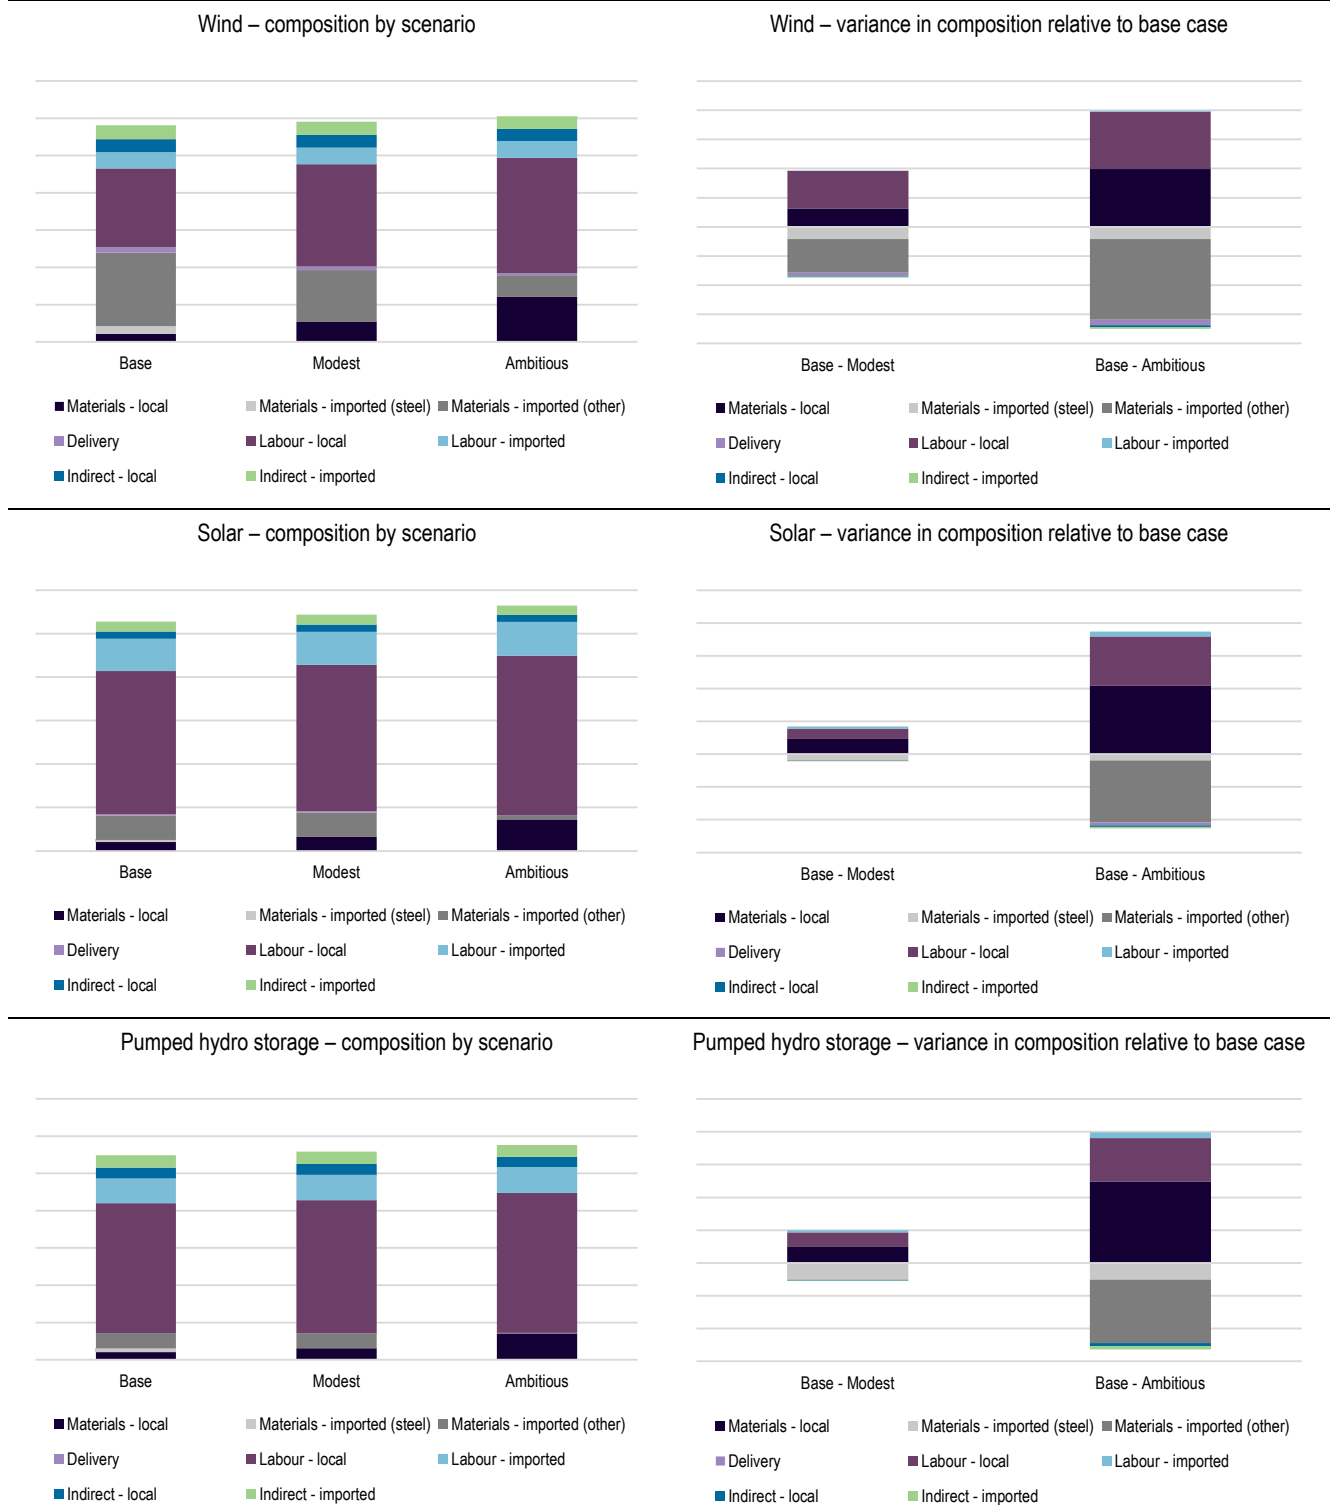 Wind – composition by scenario
Base
Modest
Ambitious
Materials - local
Materials - imported (steel)
Materials - imported (other)
Delivery
Labour - local
Labour - imported
Indirect - local
Indirect - imported
Wind – variance in composition relative to base case
Base - Modest
Base - Ambitious
Materials - local
Materials - imported (steel)
Materials - imported (other)
Delivery
Labour - local
Labour - imported
Indirect - local
Indirect - imported
Solar – composition by scenario
Base
Modest
Ambitious
Materials - local
Materials - imported (steel)
Materials - imported (other)
Delivery
Labour - local
Labour - imported
Indirect - local
Indirect - imported
Solar – variance in composition relative to base case
Base - Modest
Base - Ambitious
Materials - local
Materials - imported (steel)
Materials - imported (other)
Delivery
Labour - local
Labour - imported
Indirect - local
Indirect - imported
Pumped hydro storage – composition by scenario
Base
Modest
Ambitious
Materials - local
Materials - imported (steel)
Materials - imported (other)
Delivery
Labour - local
Labour - imported
Indirect - local
Indirect - imported
Pumped hydro storage – variance in composition relative to base case
Base - Modest
Base - Ambitious
Materials - local
Materials - imported (steel)
Materials - imported (other)
Delivery
Labour - local
Labour - imported
Indirect - local
Indirect - imported